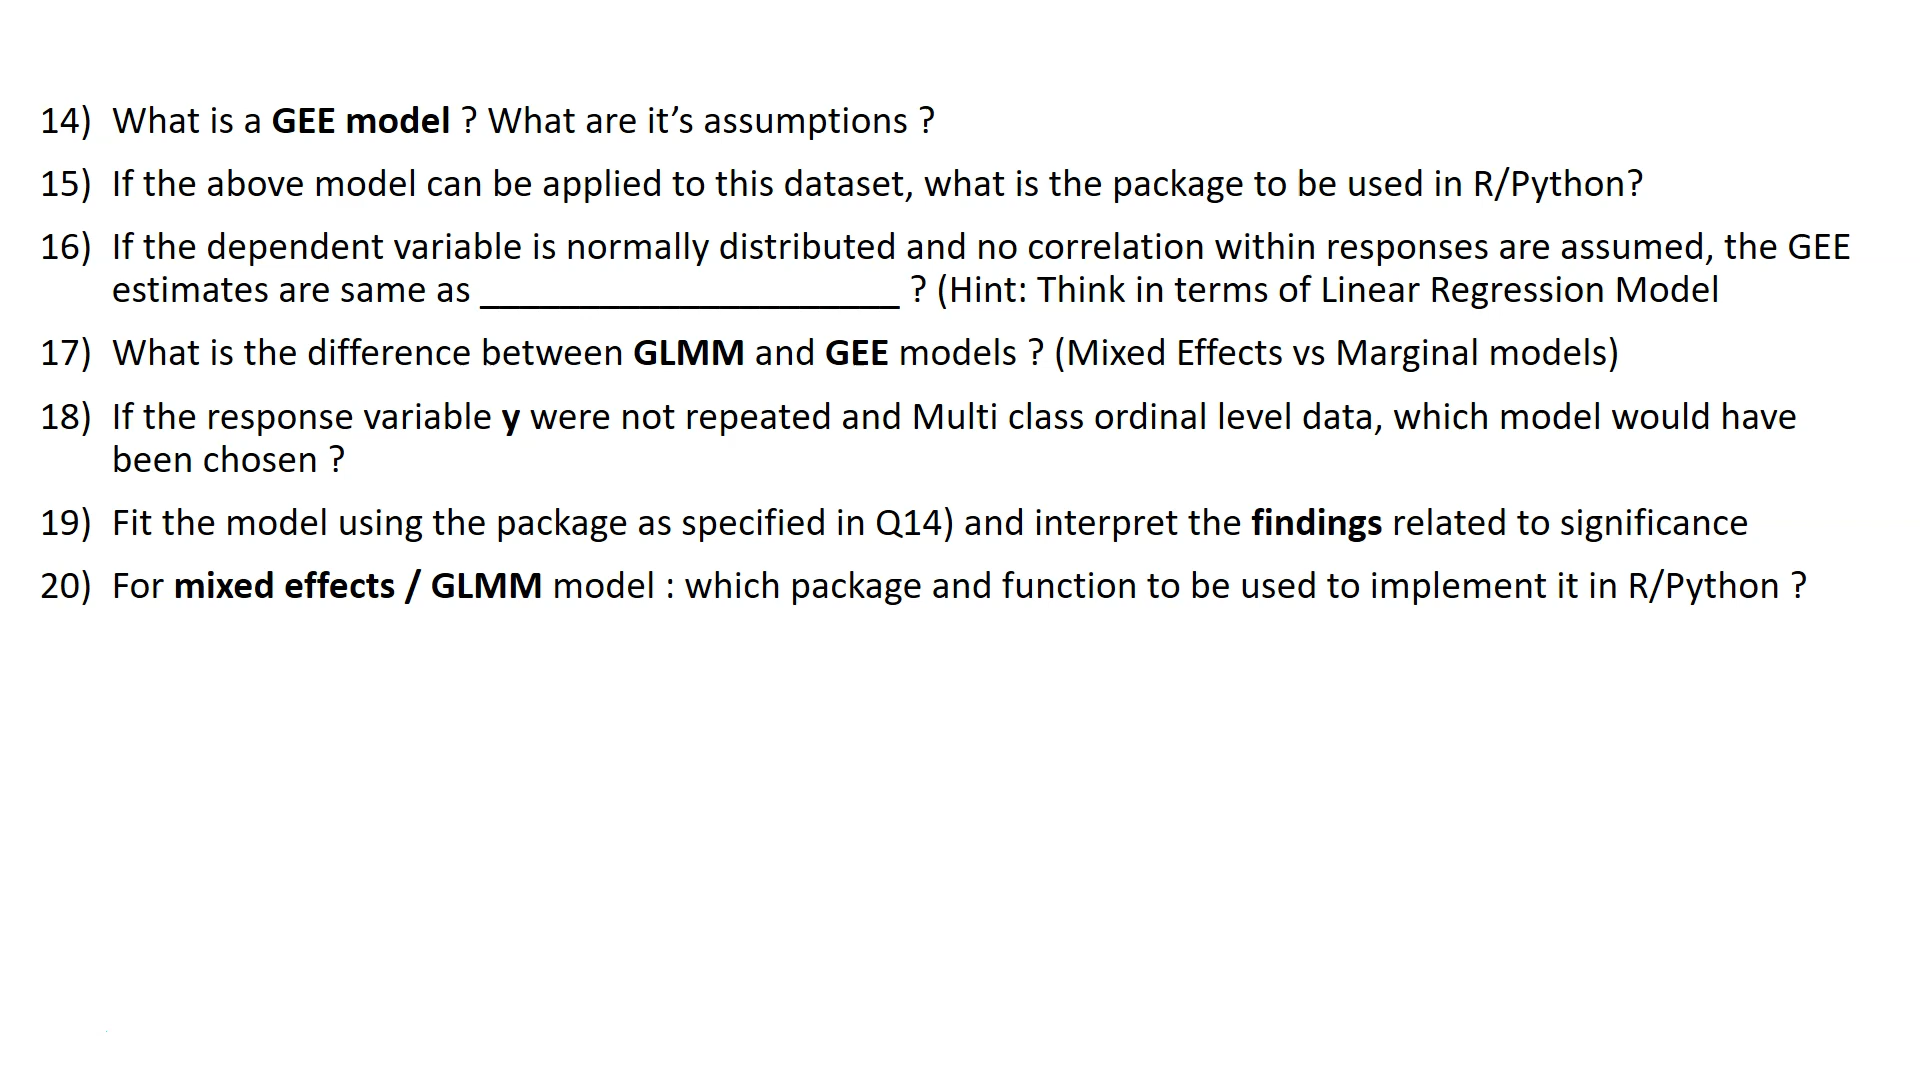 14) What is a GEE model ? What are it’s assumptions ?
15) If the above model can be applied to this dataset, what is the package to be used in R/Python?
16) If the dependent variable is normally distributed and no correlation within responses are assumed, the GEE
estimates are same as _____________________ ? (Hint: Think in terms of Linear Regression Model
17) What is the difference between GLMM and GEE models ? (Mixed Effects vs Marginal models)
18) If the response variable y were not repeated and Multi class ordinal level data, which model would have
been chosen ?
19) Fit the model using the package as specified in Q14) and interpret the findings related to significance
20) For mixed effects / GLMM model : which package and function to be used to implement it in R/Python ?